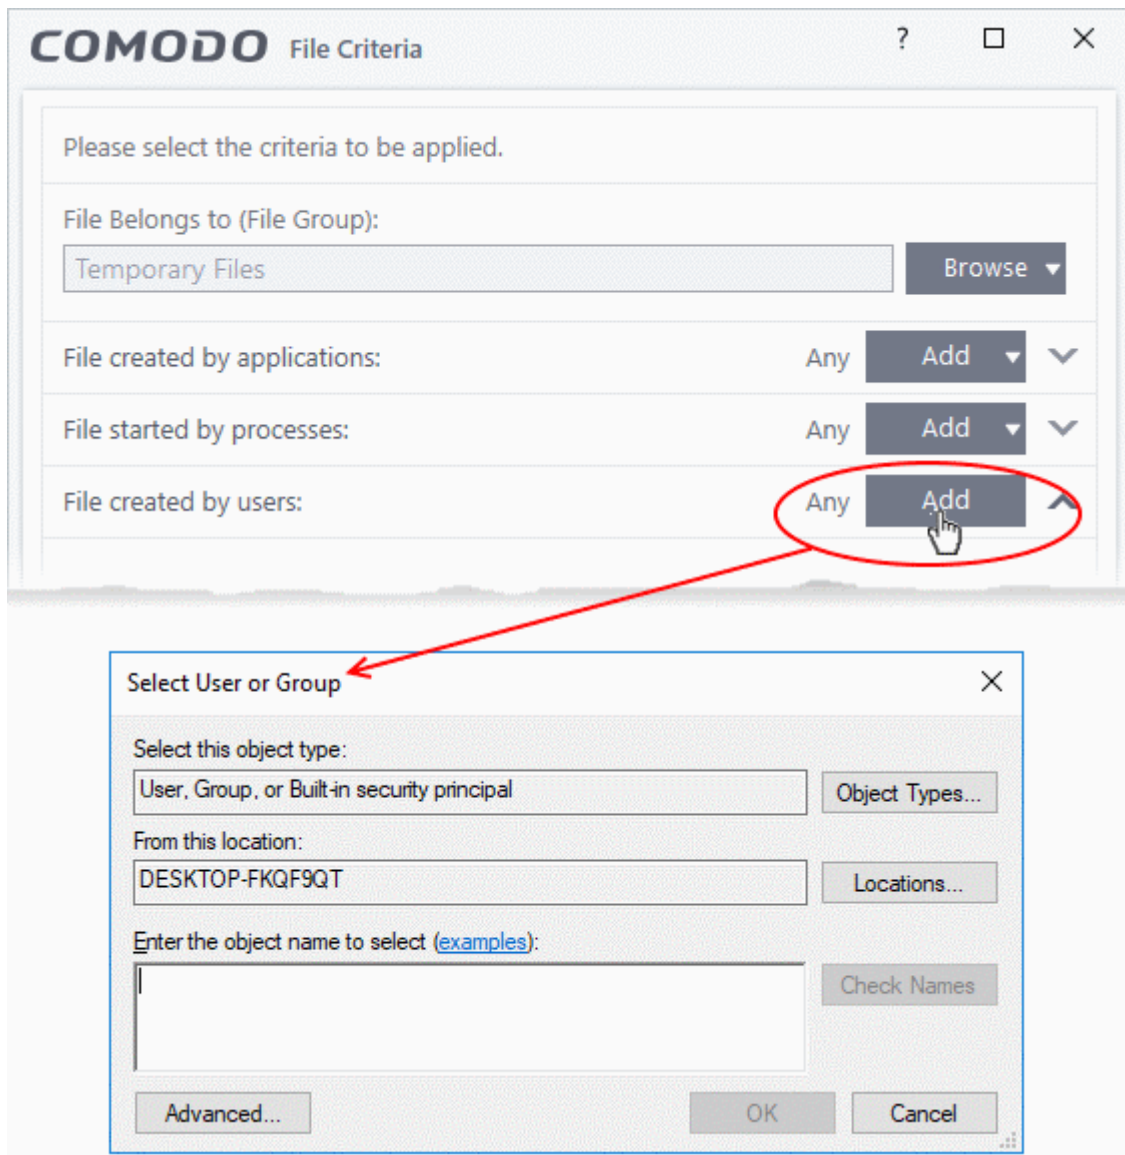 COMODO File Criteria ?
Please select the criteria to be applied.
File Belongs to (File Group):
Temporary Files Browse
File created by applications: Any Add
File started by processes: Any Add
File created by users: Any Add
Select User or Group
Select this object type:
User, Group, or Built-in security principal Object Types...
From this location:
DESKTOP-FKQF9QT Locations...
Enter the object name to select (examples):
Check Names
Advanced... OK Cancel